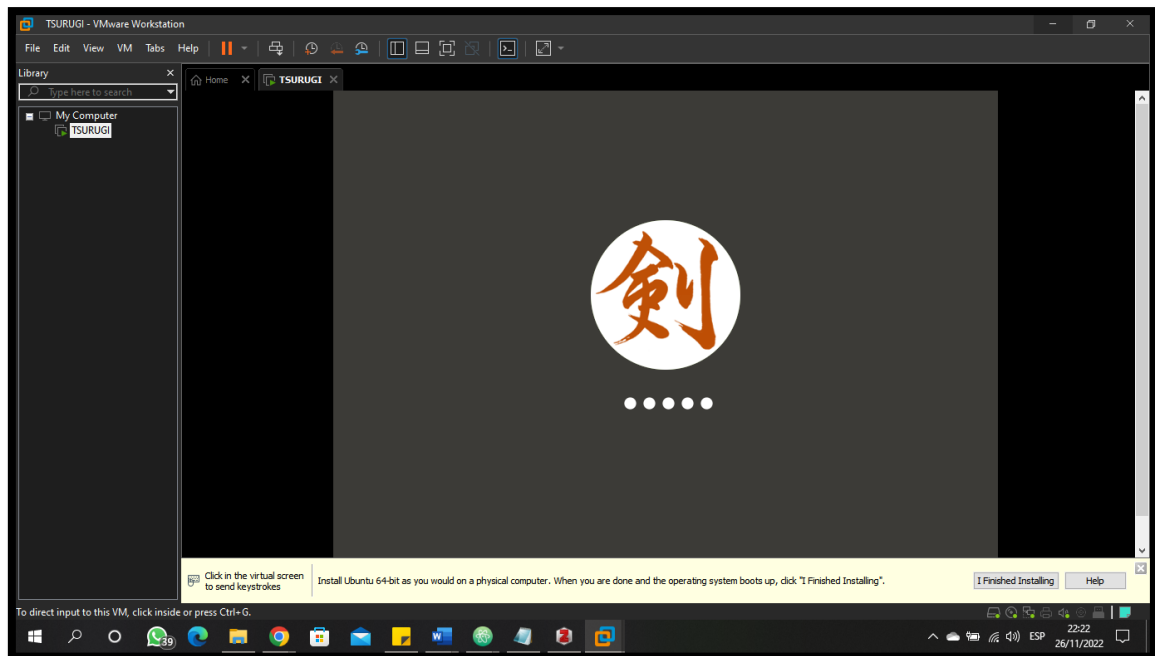 TSURUGI - VMware Workstation
File Edit View VM Tabs Help
Library
Type here to search
Home
TSURUGI
My Computer
TSURUGI
剣
Click in the virtual screen
to send keystrokes
Install Ubuntu 64-bit as you would on a physical computer. When you are done and the operating system boots up, click "I Finished Installing".
I Finished Installing
Help
To direct input to this VM, click inside or press Ctrl+G.
39
ESP
22:22
26/11/2022